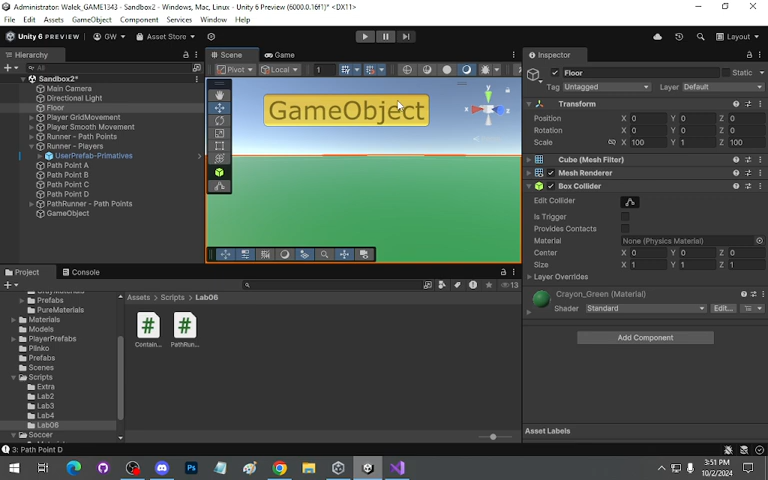 Administrator: Walek_GAME1343 - Sandbox2 - Windows, Mac, Linux - Unity 6 Preview (6000.0.16f1)* <DX11>
File Edit Assets GameObject Component Services Window Help
Unity 6 PREVIEW GW Asset Store Layout
Hierarchy Scene Game Inspector
All Pivot Local 1 Floor Static
Tag Untagged Layer Default
Sandbox2*
Main Camera
Directional Light
Floor
Player GridMovement
Player Smooth Movement
Runner - Path Points
Runner - Players
UserPrefab-Primatives
Path Point A
Path Point B
Path Point C
Path Point D
PathRunner - Path Points
GameObject
GameObject
Transform
Position X 0 Y 0 Z 0
Rotation X 0 Y 0 Z 0
Scale X 100 Y 1 Z 100
Cube (Mesh Filter)
Mesh Renderer
Box Collider
Edit Collider
Is Trigger
Provides Contacts
Material None (Physics Material)
Center X 0 Y 0 Z 0
Size X 1 Y 1 Z 1
Layer Overrides
Crayon_Green (Material)
Shader Standard Edit...
Add Component
Asset Labels
Project Console
13
Assets > Scripts > Lab06
Prefabs
PureMaterials
Materials
Models
PlayerPrefabs
Plinko
Prefabs
Scenes
Scripts
Extra
Lab2
Lab3
Lab4
Lab06
Soccer
Contain...
PathRun...
3: Path Point D
3:51 PM
10/2/2024